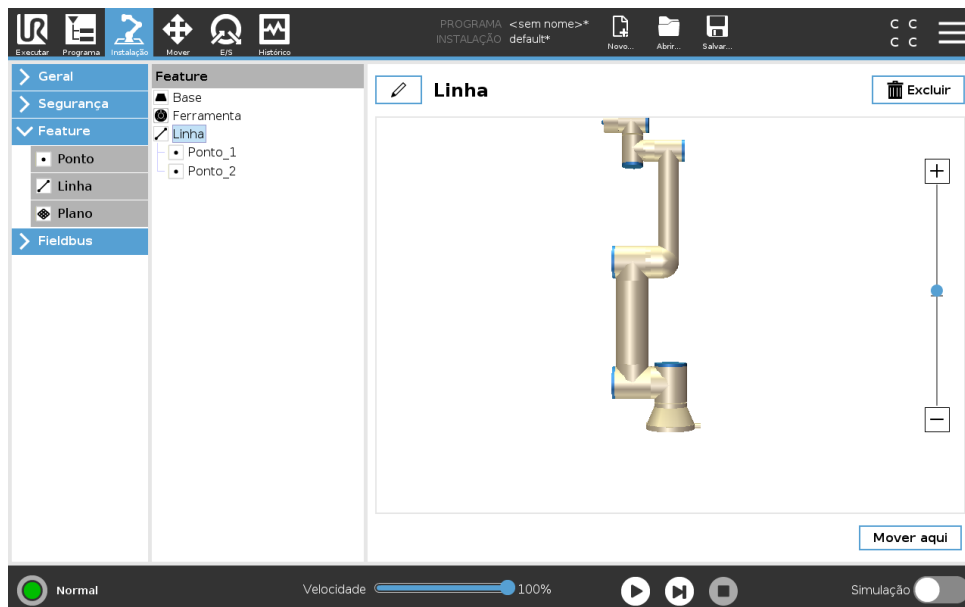 PROGRAMA <sem nome>*
INSTALAÇÃO default*
Executar Programa Instalação Mover E/S Histórico Novo... Abrir... Salvar...
C C
C C
Geral
Segurança
Feature
Ponto
Linha
Plano
Fieldbus
Feature
Base
Ferramenta
Linha
Ponto_1
Ponto_2
Linha
Excluir
+
−
Mover aqui
Normal
Velocidade 100%
Simulação